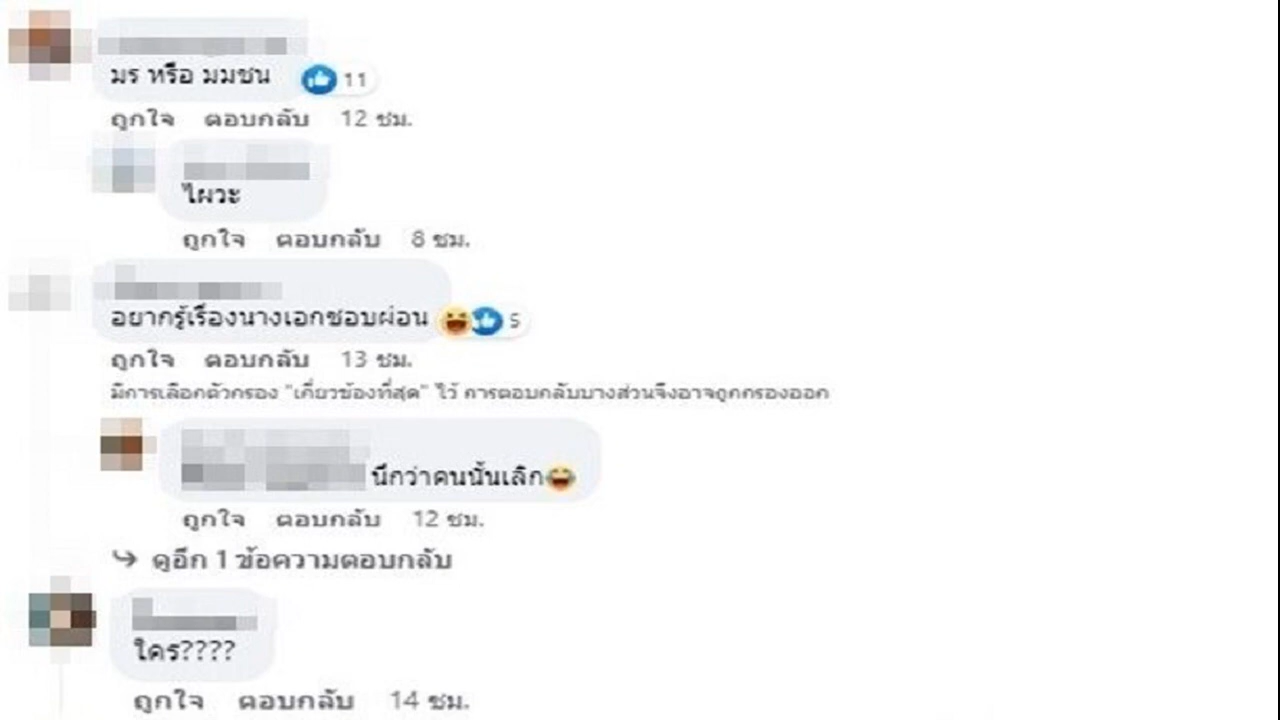 มร หรือ มมชน
11
ถูกใจ ตอบกลับ 12 ชม.
ไผวะ
ถูกใจ ตอบกลับ 8 ชม.
อยากรู้เรื่องนางเอกชอบผ่อน
5
ถูกใจ ตอบกลับ 13 ชม.
มีการเลือกตัวกรอง "เกี่ยวข้องที่สุด" ไว้ การตอบกลับบางส่วนจึงอาจถูกกรองออก
นึกว่าคนนั้นเลิก😂
ถูกใจ ตอบกลับ 12 ชม.
ดูอีก 1 ข้อความตอบกลับ
ใคร????
ถูกใจ ตอบกลับ 14 ชม.